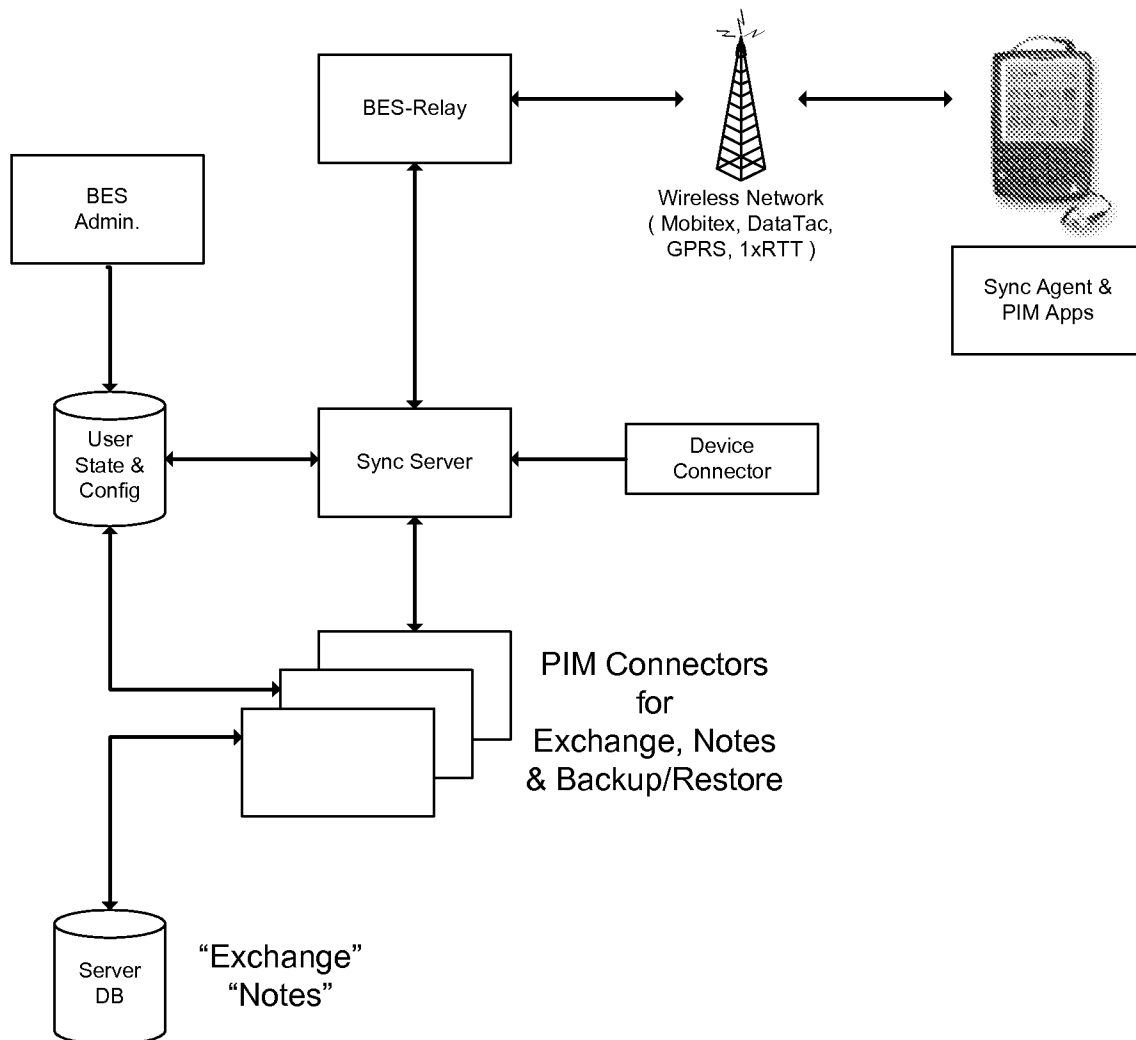 BES-Relay
BES
Admin.
Wireless Network
( Mobitex, DataTac,
GPRS, 1xRTT )
Sync Agent &
PIM Apps
User
State &
Config
Sync Server
Device
Connector
PIM Connectors
for
Exchange, Notes
& Backup/Restore
Server
DB
“Exchange”
“Notes”